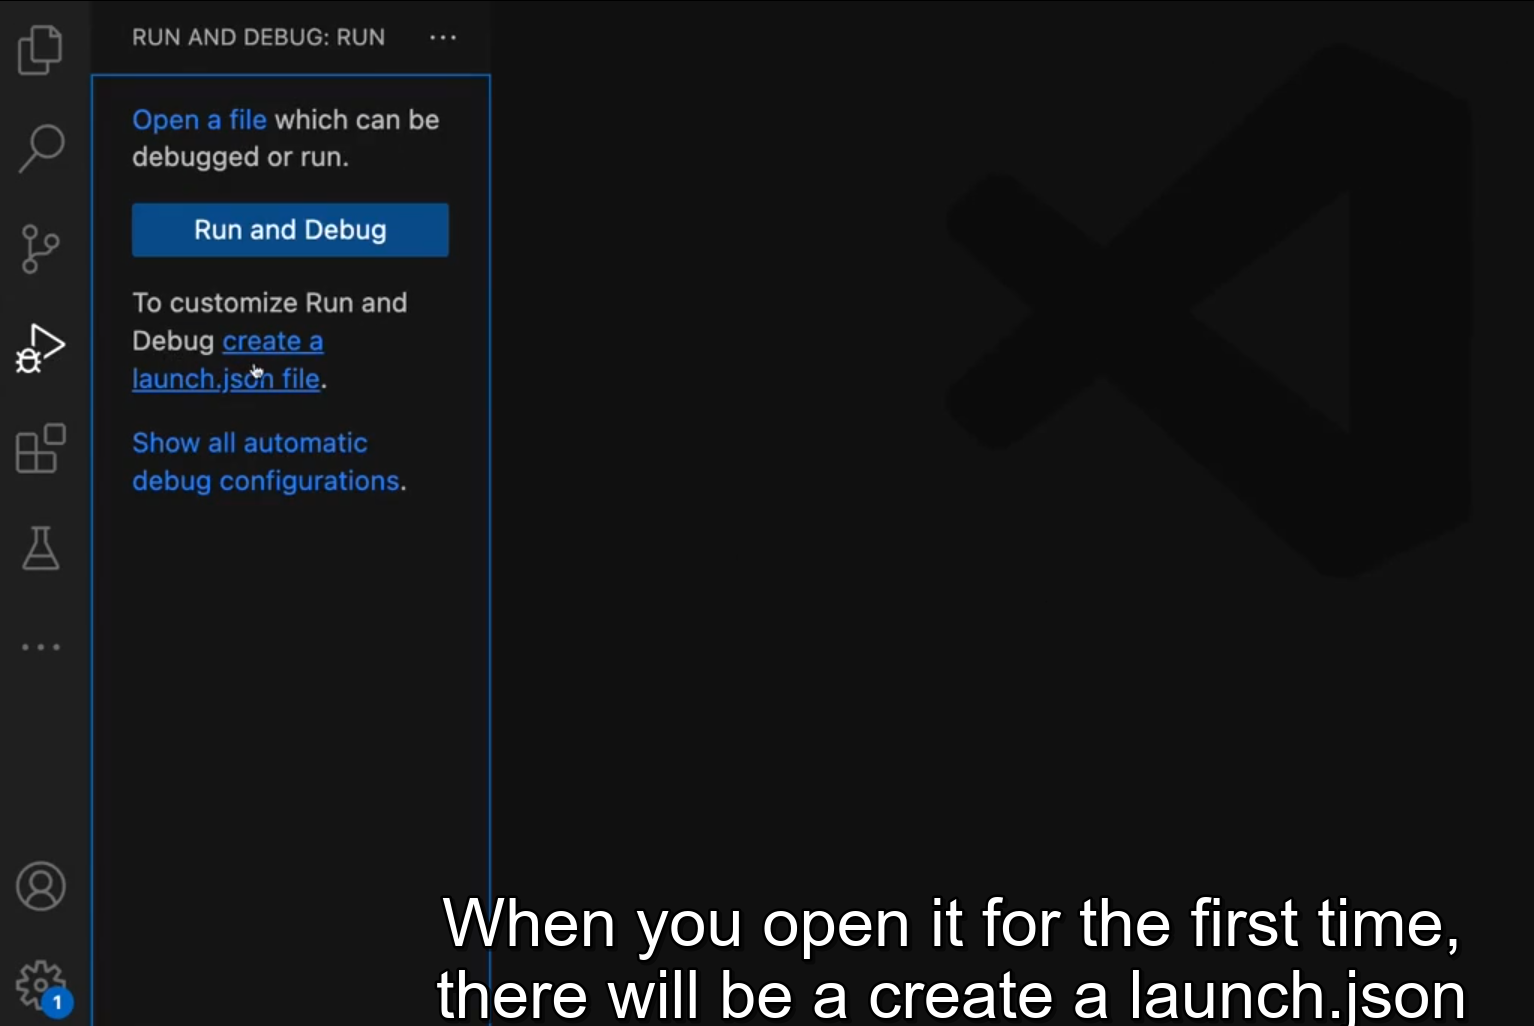 RUN AND DEBUG: RUN
Open a file which can be
debugged or run.
Run and Debug
To customize Run and
Debug create a
launch.json file.
Show all automatic
debug configurations.
1
When you open it for the first time,
there will be a create a launch.json